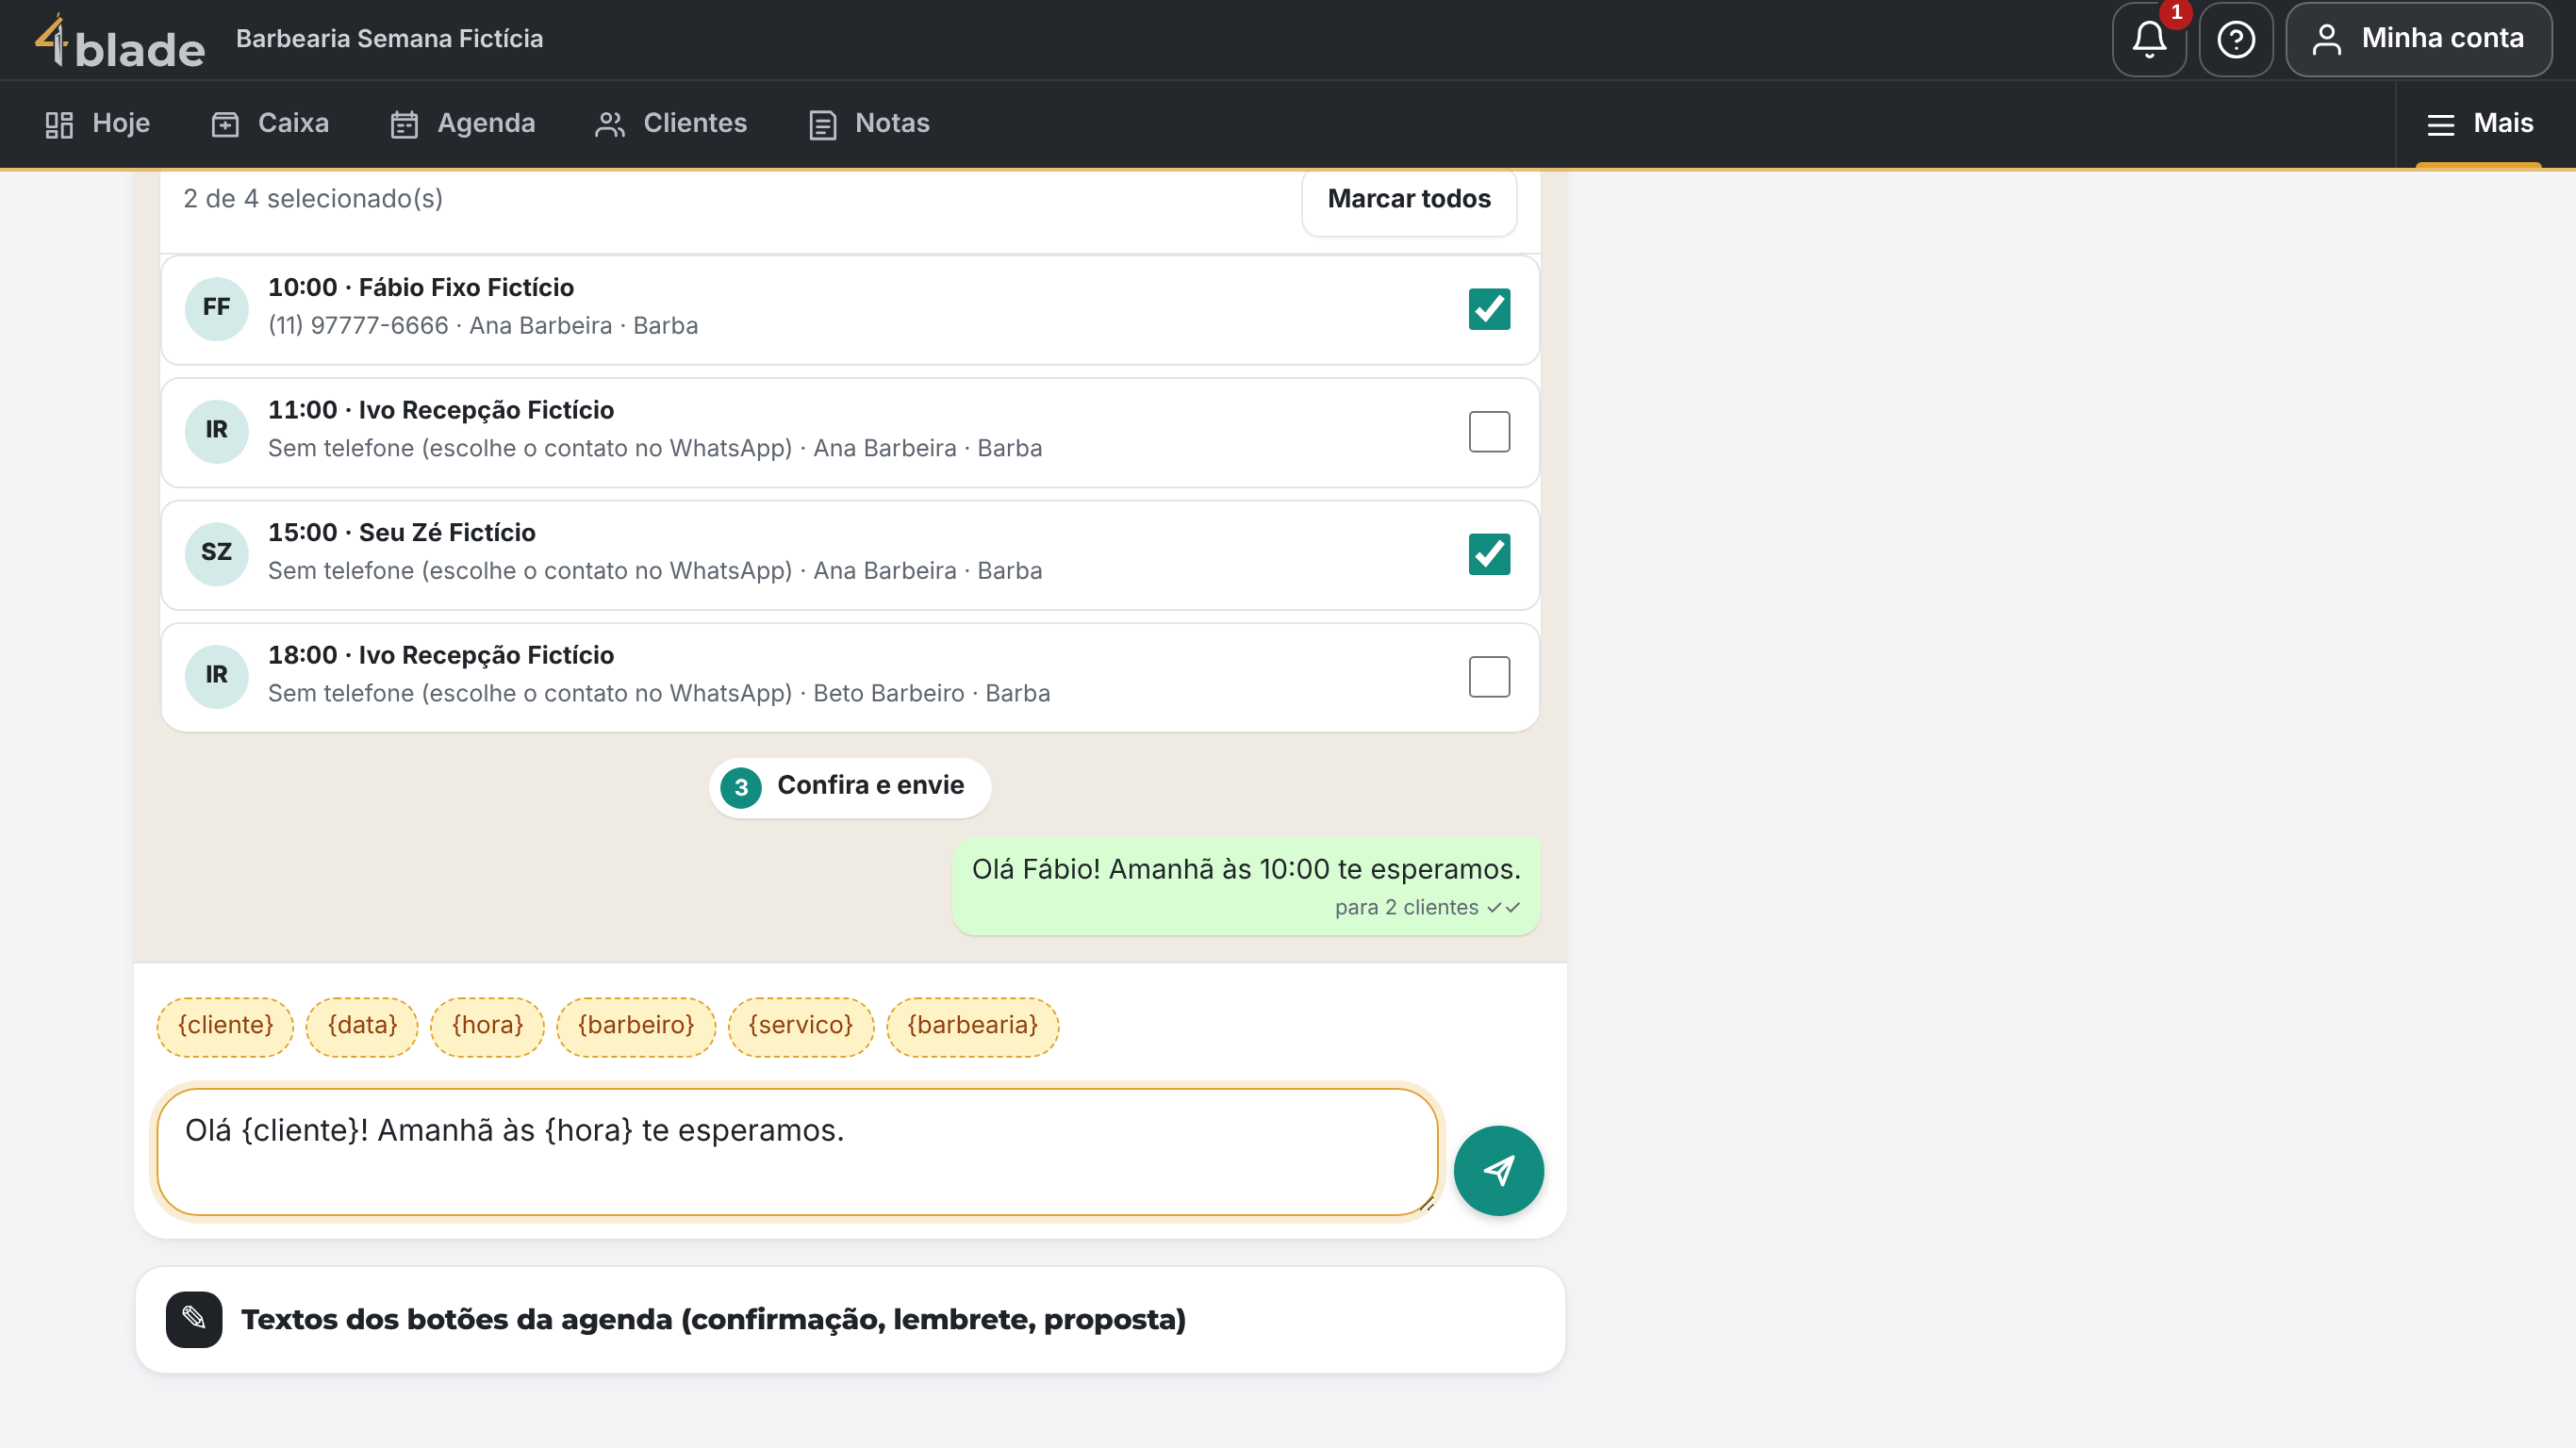 4blade
Barbearia Semana Fictícia
1
Minha conta
Hoje
Caixa
Agenda
Clientes
Notas
Mais
2 de 4 selecionado(s)
Marcar todos
FF
10:00 · Fábio Fixo Fictício
(11) 97777-6666 · Ana Barbeira · Barba
IR
11:00 · Ivo Recepção Fictício
Sem telefone (escolhe o contato no WhatsApp) · Ana Barbeira · Barba
SZ
15:00 · Seu Zé Fictício
Sem telefone (escolhe o contato no WhatsApp) · Ana Barbeira · Barba
IR
18:00 · Ivo Recepção Fictício
Sem telefone (escolhe o contato no WhatsApp) · Beto Barbeiro · Barba
3 Confira e envie
Olá Fábio! Amanhã às 10:00 te esperamos.
para 2 clientes ✓✓
{cliente} {data} {hora} {barbeiro} {servico} {barbearia}
Olá {cliente}! Amanhã às {hora} te esperamos.
Textos dos botões da agenda (confirmação, lembrete, proposta)